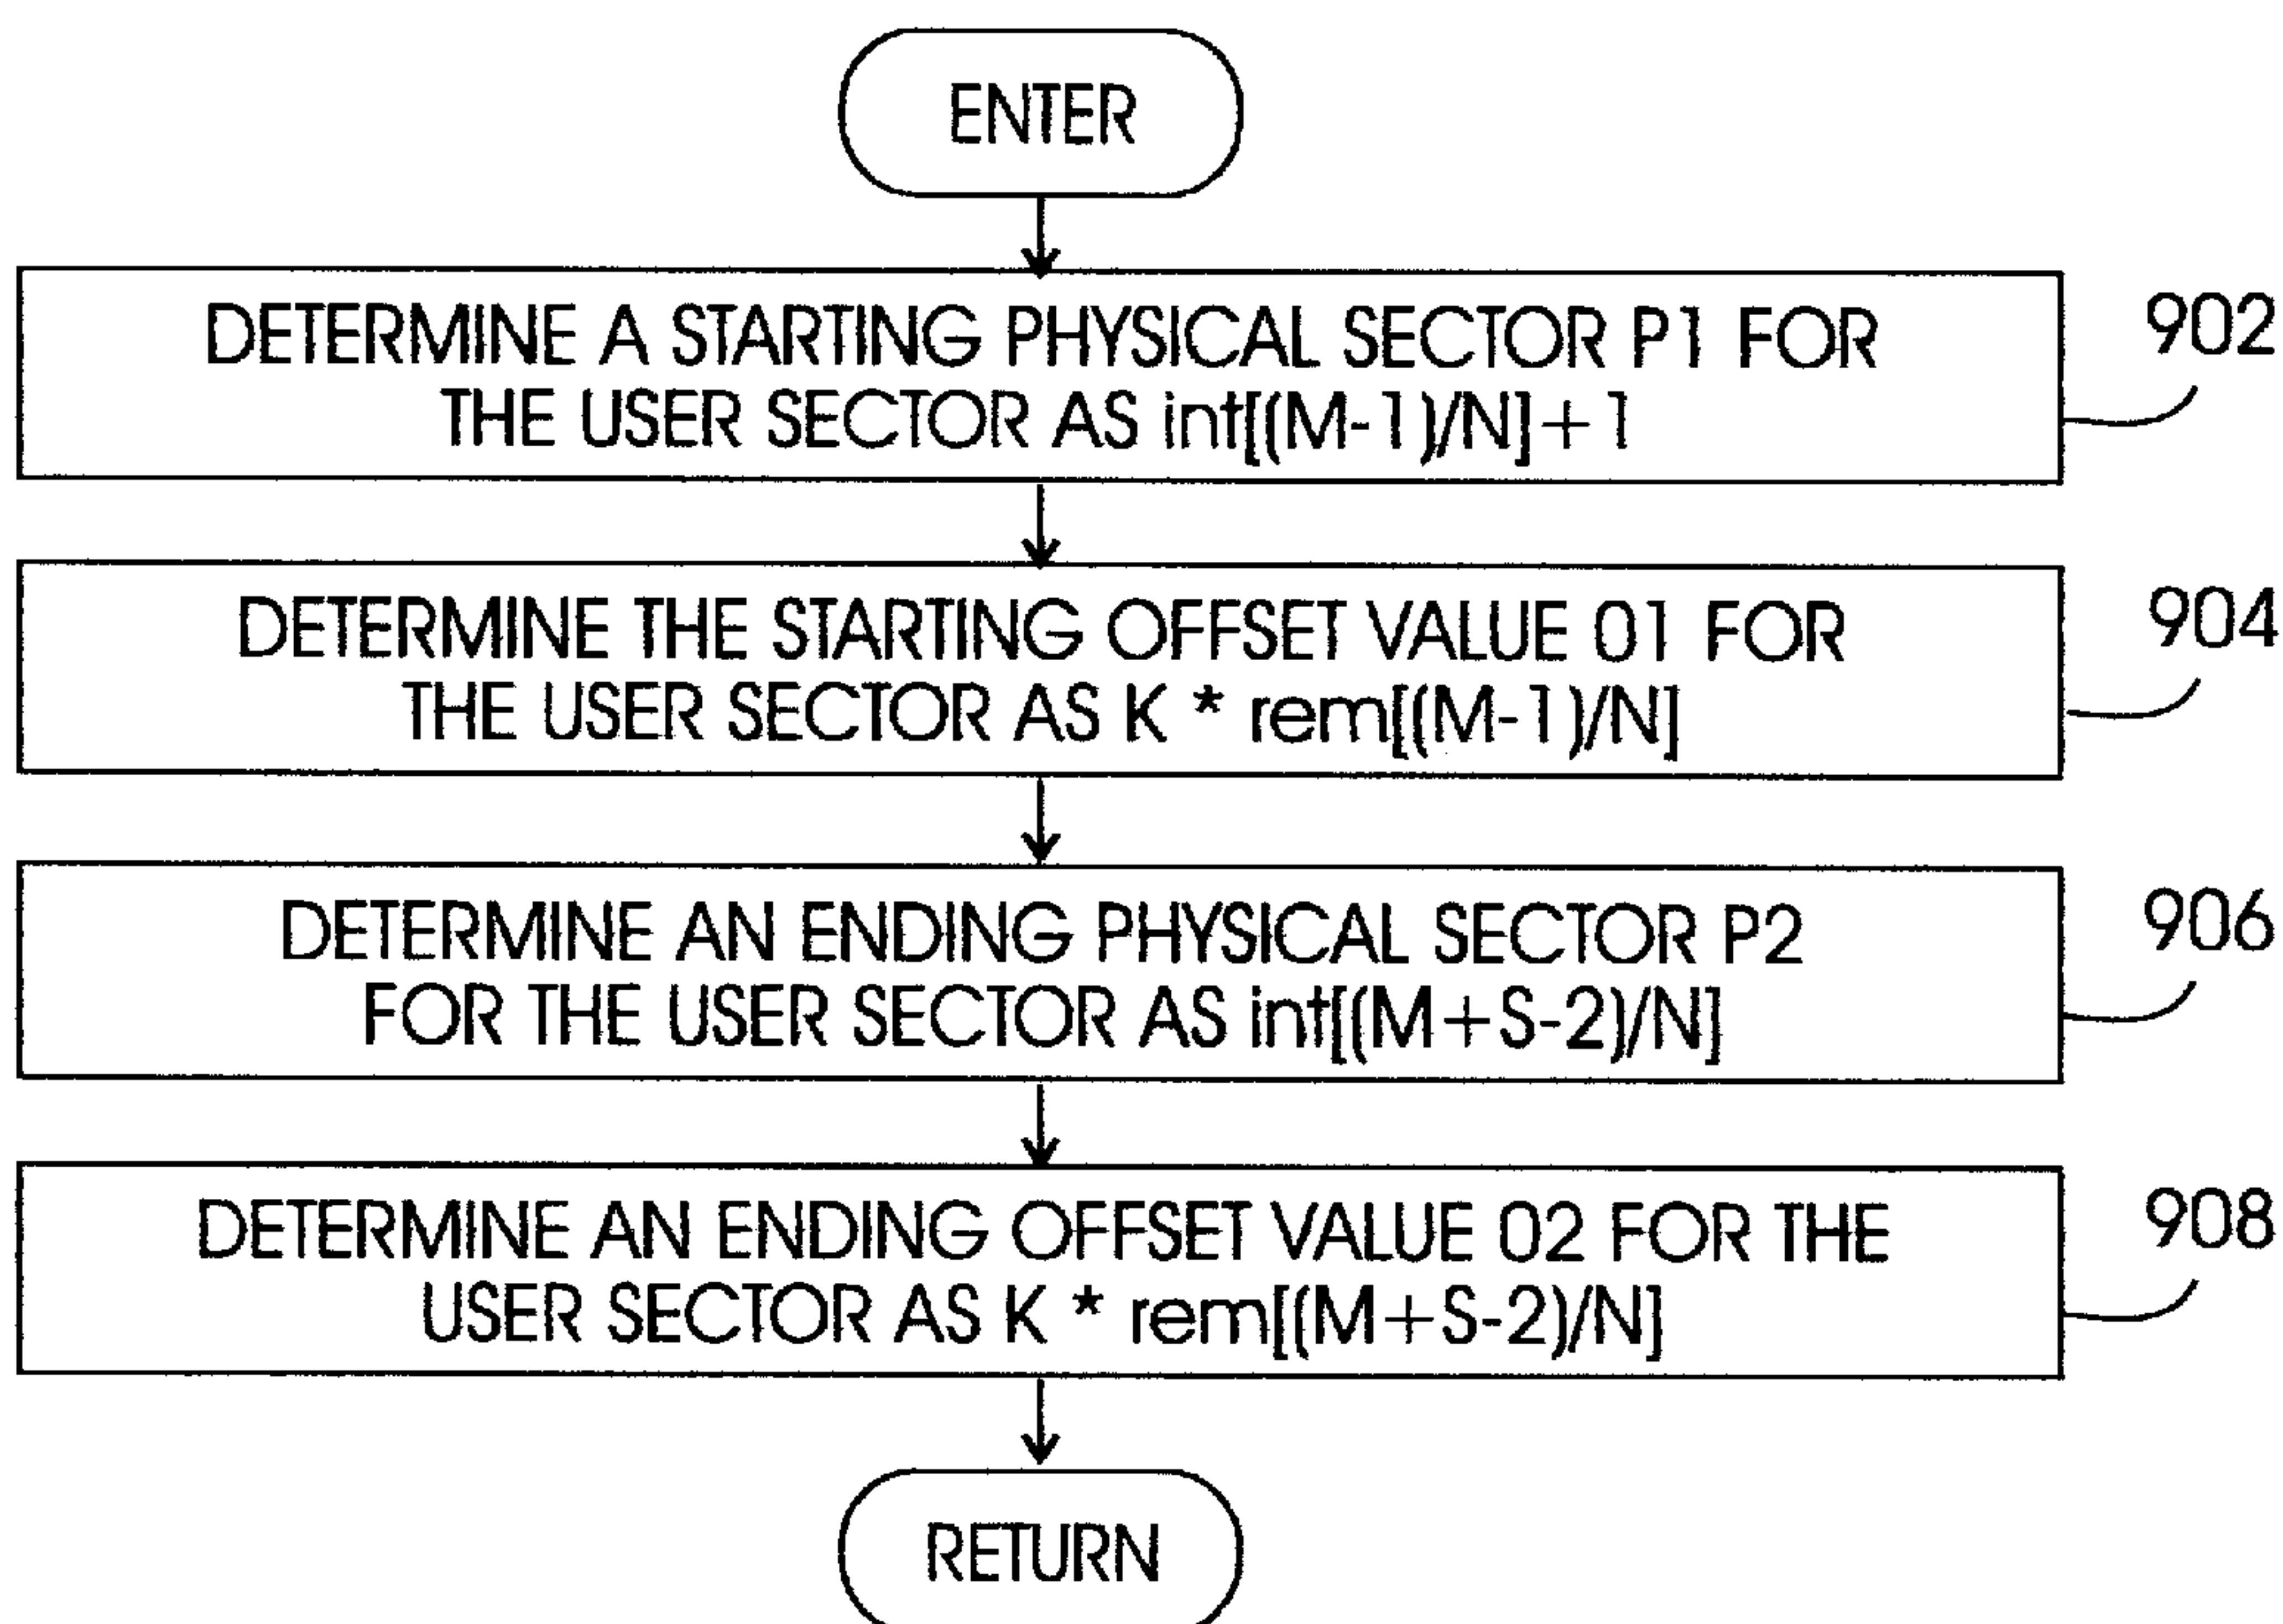 ENTER
DETERMINE A STARTING PHYSICAL SECTOR P1 FOR
THE USER SECTOR AS int[(M-1)/N]+1
902
DETERMINE THE STARTING OFFSET VALUE 01 FOR
THE USER SECTOR AS K * rem[(M-1)/N]
904
DETERMINE AN ENDING PHYSICAL SECTOR P2
FOR THE USER SECTOR AS int[(M+S-2)/N]
906
DETERMINE AN ENDING OFFSET VALUE 02 FOR THE
USER SECTOR AS K * rem[(M+S-2)/N]
908
RETURN